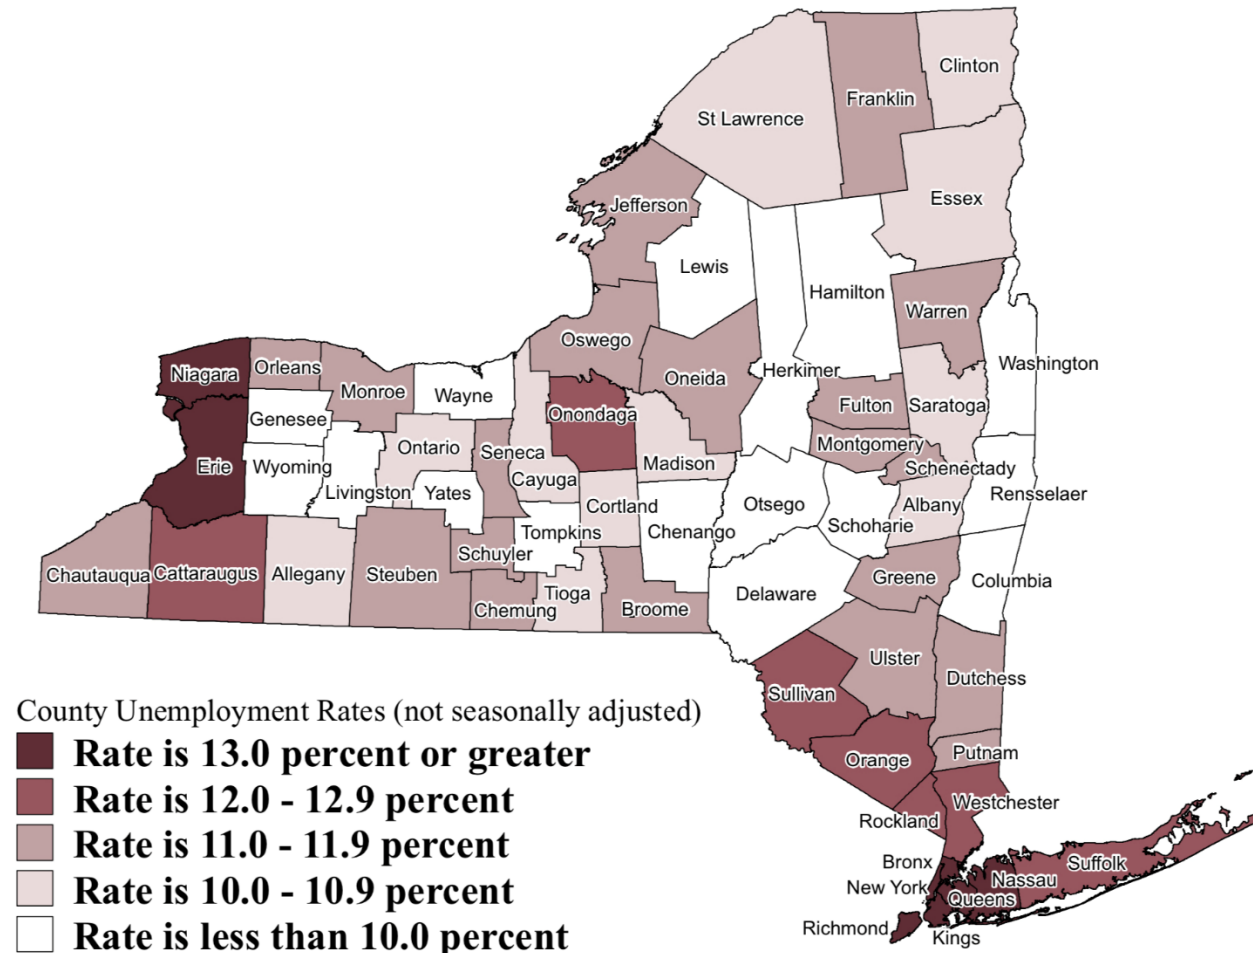 Clinton
Franklin
St Lawrence
Essex
Jefferson
Lewis
Hamilton
Warren
Oswego
Washington
Niagara
Orleans
Oneida
Herkimer
Monroe
Wayne
Fulton
Saratoga
Onondaga
Genesee
Montgomery
Ontario
Seneca
Madison
Erie
Wyoming
Schenectady
Cayuga
Livingston
Yates
Rensselaer
Cortland
Otsego
Albany
Schoharie
Tompkins
Chenango
Schuyler
Chautauqua
Cattaraugus
Allegany
Steuben
Greene
Columbia
Tioga
Delaware
Chemung
Broome
Ulster
Dutchess
Sullivan
County Unemployment Rates (not seasonally adjusted)
Rate is 13.0 percent or greater
Putnam
Orange
Rate is 12.0 - 12.9 percent
Westchester
Rockland
Rate is 11.0 - 11.9 percent
Bronx
Suffolk
Nassau
New York
Rate is 10.0 - 10.9 percent
Queens
Richmond
Kings
Rate is less than 10.0 percent